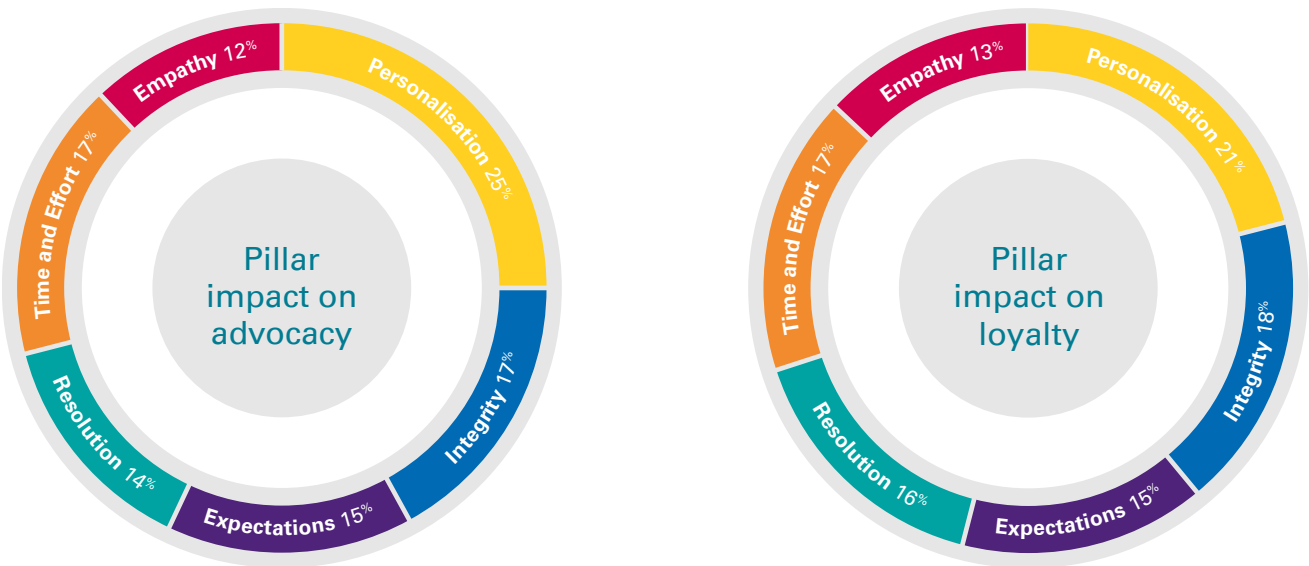 Personalisation 25%
Integrity 17%
Expectations 15%
Resolution 14%
Time and Effort 17%
Empathy 12%
Pillar
impact on
advocacy
Personalisation 21%
Integrity 18%
Expectations 15%
Resolution 16%
Time and Effort 17%
Empathy 13%
Pillar
impact on
loyalty